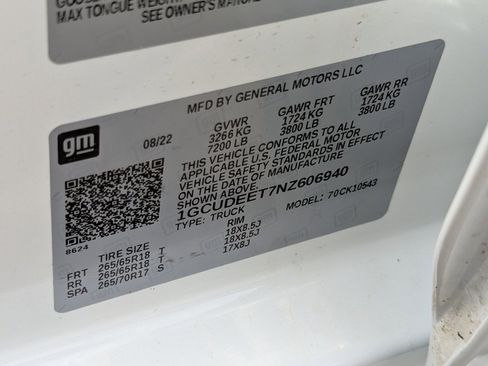 MAX TONGUE WEIGHT
SEE OWNER'S MANUAL
MFD BY GENERAL MOTORS LLC
gm
08/22
GVWR GAWR FRT GAWR RR
3266 KG 1724 KG 1724 KG
7200 LB 3800 LB 3800 LB
THIS VEHICLE CONFORMS TO ALL
APPLICABLE U.S. FEDERAL MOTOR
VEHICLE SAFETY STANDARDS IN EFFECT
ON THE DATE OF MANUFACTURE
SHOWN ABOVE.
1GCUDEET7NZ606940
TYPE: TRUCK MODEL: 70CK10543
8624
TIRE SIZE RIM
FRT 265/65R18 T 18X8.5J
RR 265/65R18 T 18X8.5J
SPA 265/70R17 S 17X8J